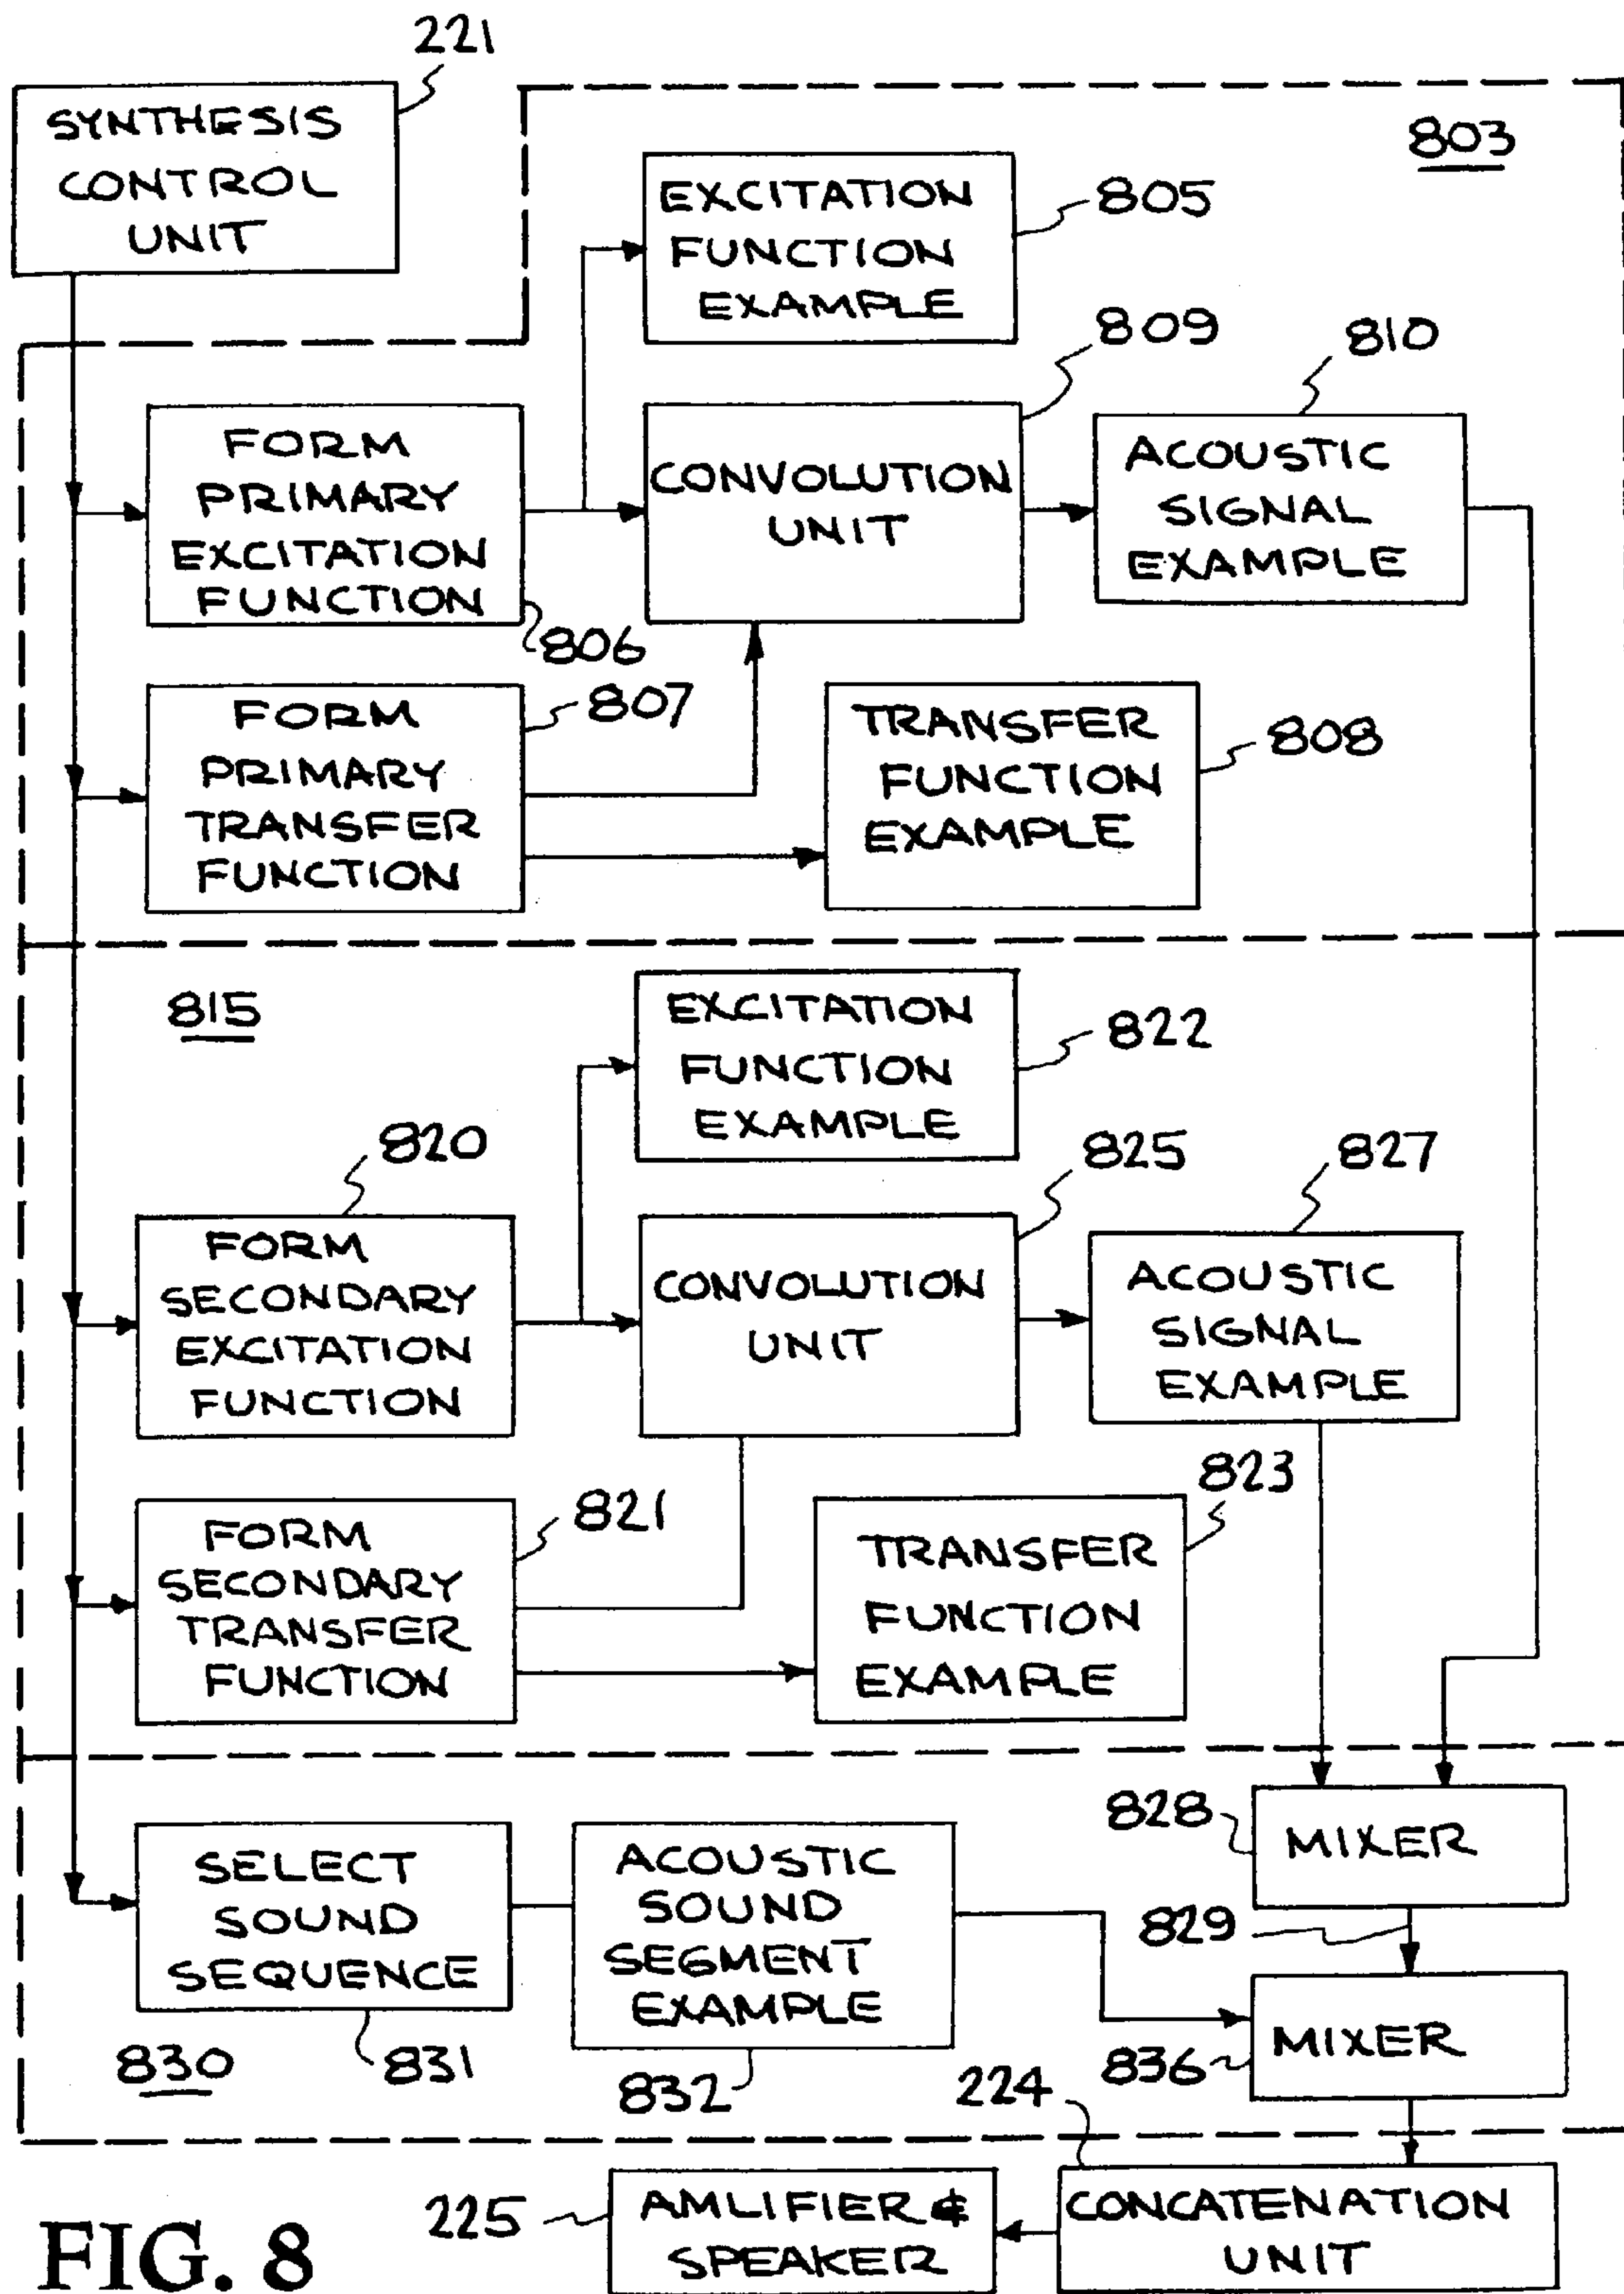 221
SYNTHESIS
CONTROL
UNIT
803
EXCITATION
FUNCTION
EXAMPLE
805
809
810
FORM
PRIMARY
EXCITATION
FUNCTION
806
CONVOLUTION
UNIT
ACOUSTIC
SIGNAL
EXAMPLE
FORM
PRIMARY
TRANSFER
FUNCTION
807
TRANSFER
FUNCTION
EXAMPLE
808
815
EXCITATION
FUNCTION
EXAMPLE
822
820
825
827
FORM
SECONDARY
EXCITATION
FUNCTION
CONVOLUTION
UNIT
ACOUSTIC
SIGNAL
EXAMPLE
823
FORM
SECONDARY
TRANSFER
FUNCTION
821
TRANSFER
FUNCTION
EXAMPLE
828
MIXER
SELECT
SOUND
SEQUENCE
ACOUSTIC
SOUND
SEGMENT
EXAMPLE
829
MIXER
830
831
832
836
224
225
AMLIFIER &
SPEAKER
CONCATENATION
UNIT
FIG. 8